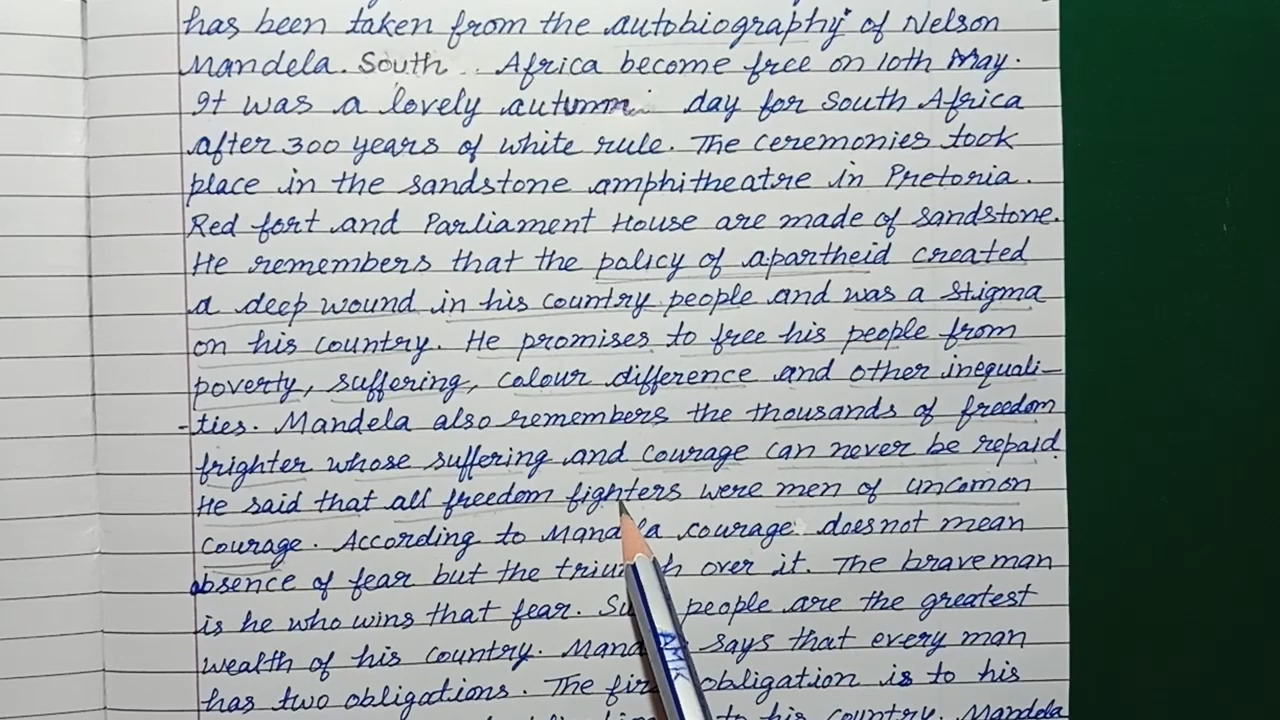 has been taken from the autobiography of Nelson
Mandela. South Africa become free on 10th May.
It was a lovely autumn day for South Africa
after 300 years of white rule. The ceremonies took
place in the sandstone amphitheatre in Pretoria.
Red fort and Parliament House are made of sandstone.
He remembers that the policy of apartheid created
a deep wound in his country people and was a stigma
on his country. He promises to free his people from
poverty, suffering, colour difference and other inequali-
-ties. Mandela also remembers the thousands of freedom
frighter whose suffering and courage can never be repaid.
He said that all freedom fighters were men of uncomon
courage. According to Mandela courage does not mean
absence of fear but the triumph over it. The brave man
is he who wins that fear. Such people are the greatest
wealth of his country. Mandela says that every man
has two obligations. The first obligation is to his
to his country. Mandela
AMK